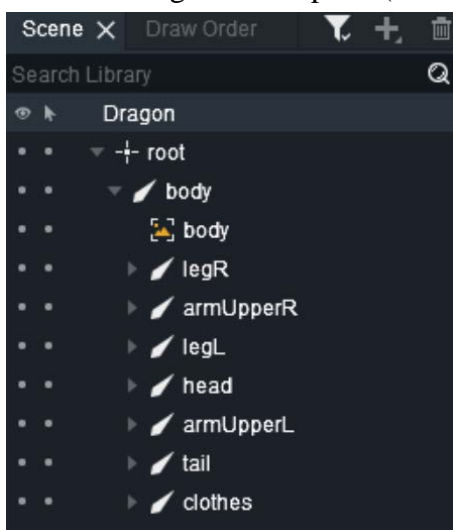 Scene Draw Order
Search Library
Dragon
root
body
body
legR
armUpperR
legL
head
armUpperL
tail
clothes